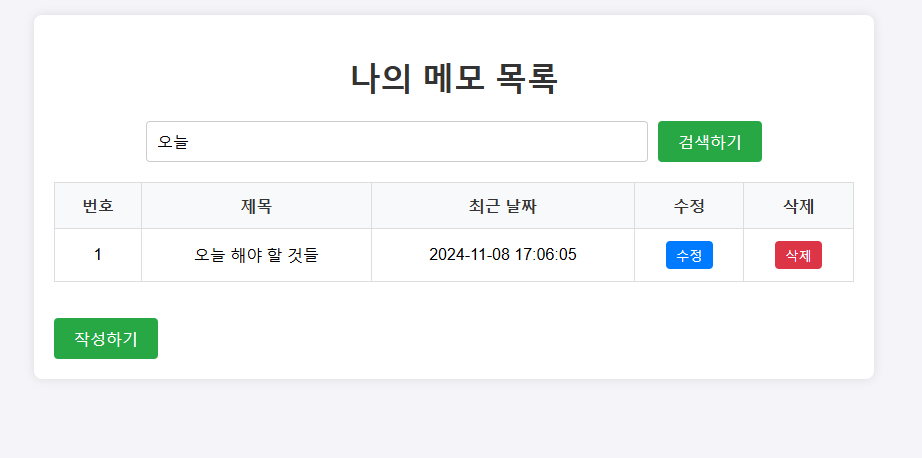 나의 메모 목록
오늘 검색하기
번호 제목 최근 날짜 수정 삭제
1 오늘 해야 할 것들 2024-11-08 17:06:05 수정 삭제
작성하기